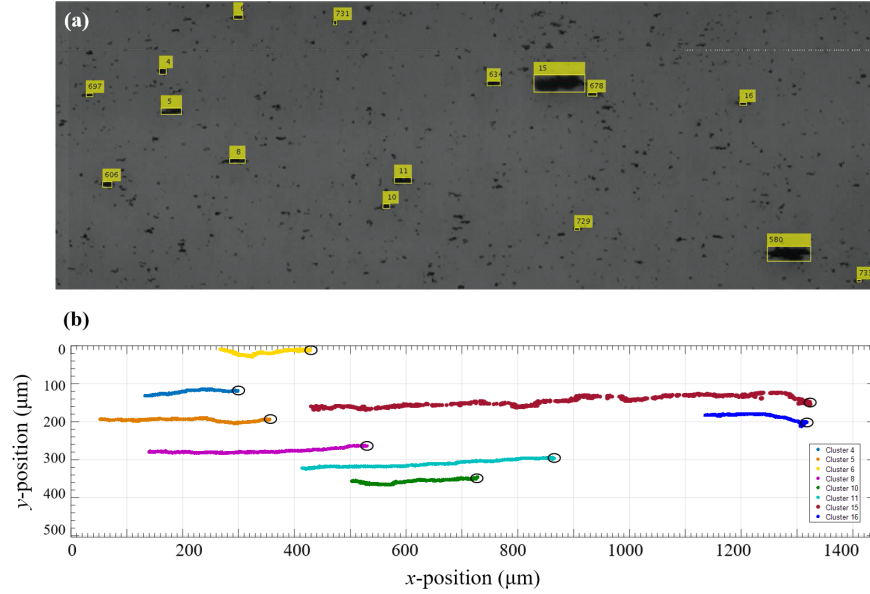 (a)
6
731
4
697
634
15
678
16
5
8
11
606
10
729
580
(b)
0
100
200
300
400
500
y-position (µm)
Cluster 4
Cluster 5
Cluster 6
Cluster 8
Cluster 10
Cluster 11
Cluster 15
Cluster 16
0 200 400 600 800 1000 1200 1400
x-position (µm)